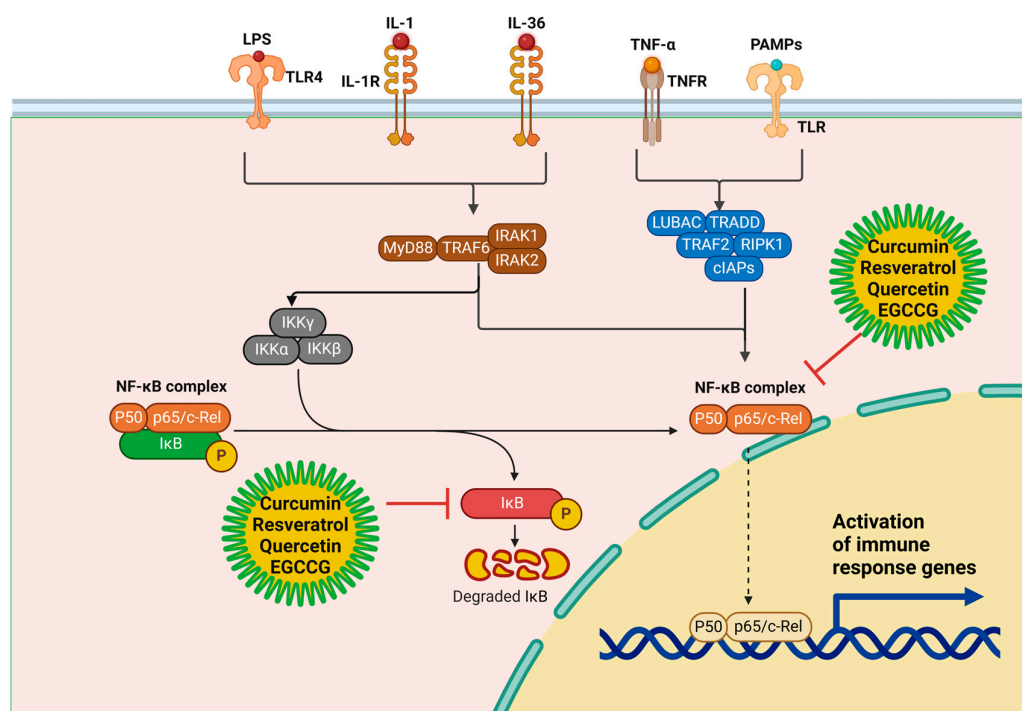 LPS
IL-1
IL-36
TNF-α
PAMPs
TLR4
IL-1R
TNFR
TLR
LUBAC
TRADD
TRAF2
RIPK1
cIAPs
MyD88
TRAF6
IRAK1
IRAK2
Curcumin
Resveratrol
Quercetin
EGCCG
IKKγ
IKKα
IKKβ
NF-κB complex
P50
p65/c-Rel
IκB
P
NF-κB complex
P50
p65/c-Rel
Curcumin
Resveratrol
Quercetin
EGCCG
IκB
P
Degraded IκB
Activation
of immune
response genes
P50
p65/c-Rel